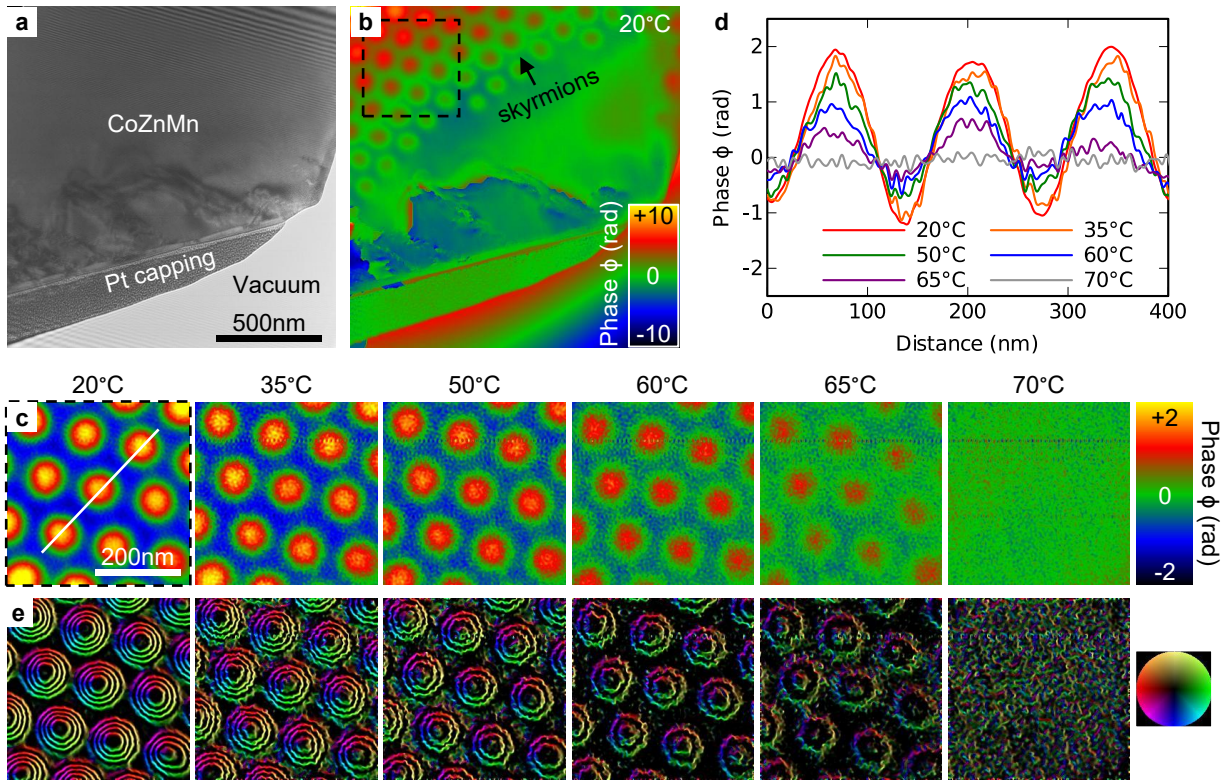 a
CoZnMn
Pt capping
Vacuum
500nm
b
20°C
skyrmions
Phase ϕ (rad)
+10
0
-10
d
Phase ϕ (rad)
2
1
0
-1
-2
20°C
35°C
50°C
60°C
65°C
70°C
0
100
200
300
400
Distance (nm)
20°C
35°C
50°C
60°C
65°C
70°C
c
200nm
+2
0
-2
Phase ϕ (rad)
e